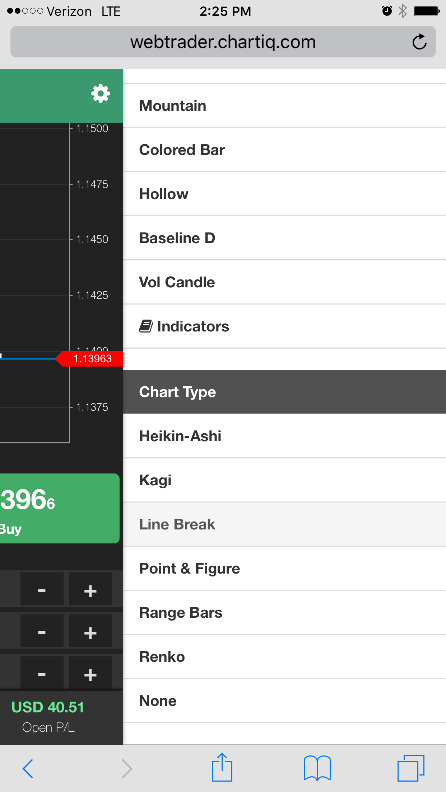 Verizon LTE 2:25 PM
webtrader.chartiq.com
Mountain
Colored Bar
Hollow
Baseline D
Vol Candle
Indicators
Chart Type
Heikin-Ashi
Kagi
Line Break
Point & Figure
Range Bars
Renko
None
1.1500
1.1475
1.1450
1.1425
1.1400
1.13963
1.1375
3966
Buy
- +
- +
- +
USD 40.51
Open P/L